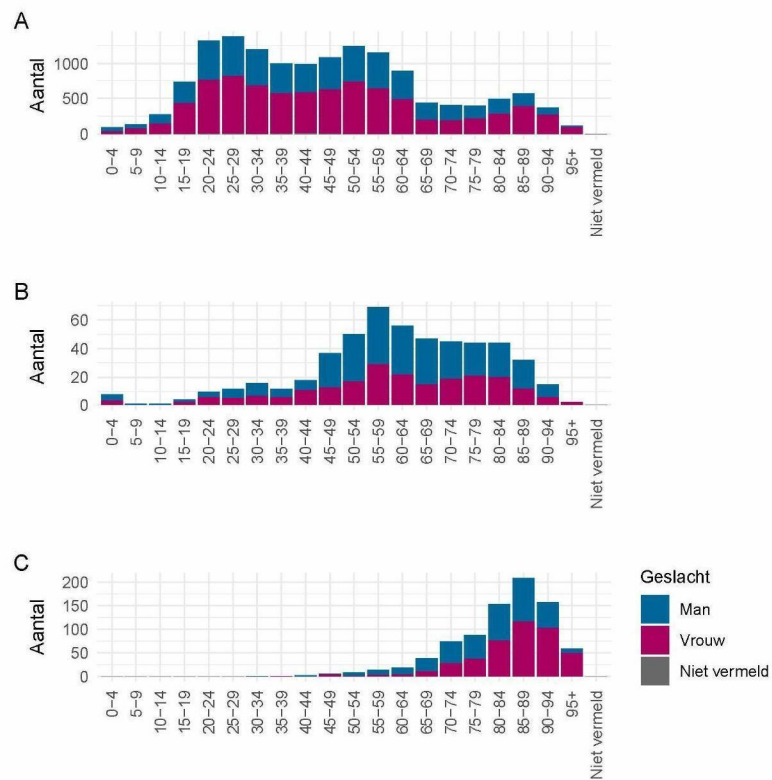 A
Aantal
1000
500
0
0−4 5−9 10−14 15−19 20−24 25−29 30−34 35−39 40−44 45−49 50−54 55−59 60−64 65−69 70−74 75−79 80−84 85−89 90−94 95+ Niet vermeld
B
Aantal
60
40
20
0
0−4 5−9 10−14 15−19 20−24 25−29 30−34 35−39 40−44 45−49 50−54 55−59 60−64 65−69 70−74 75−79 80−84 85−89 90−94 95+ Niet vermeld
C
Aantal
200
150
100
50
0
0−4 5−9 10−14 15−19 20−24 25−29 30−34 35−39 40−44 45−49 50−54 55−59 60−64 65−69 70−74 75−79 80−84 85−89 90−94 95+ Niet vermeld
Geslacht
Man
Vrouw
Niet vermeld